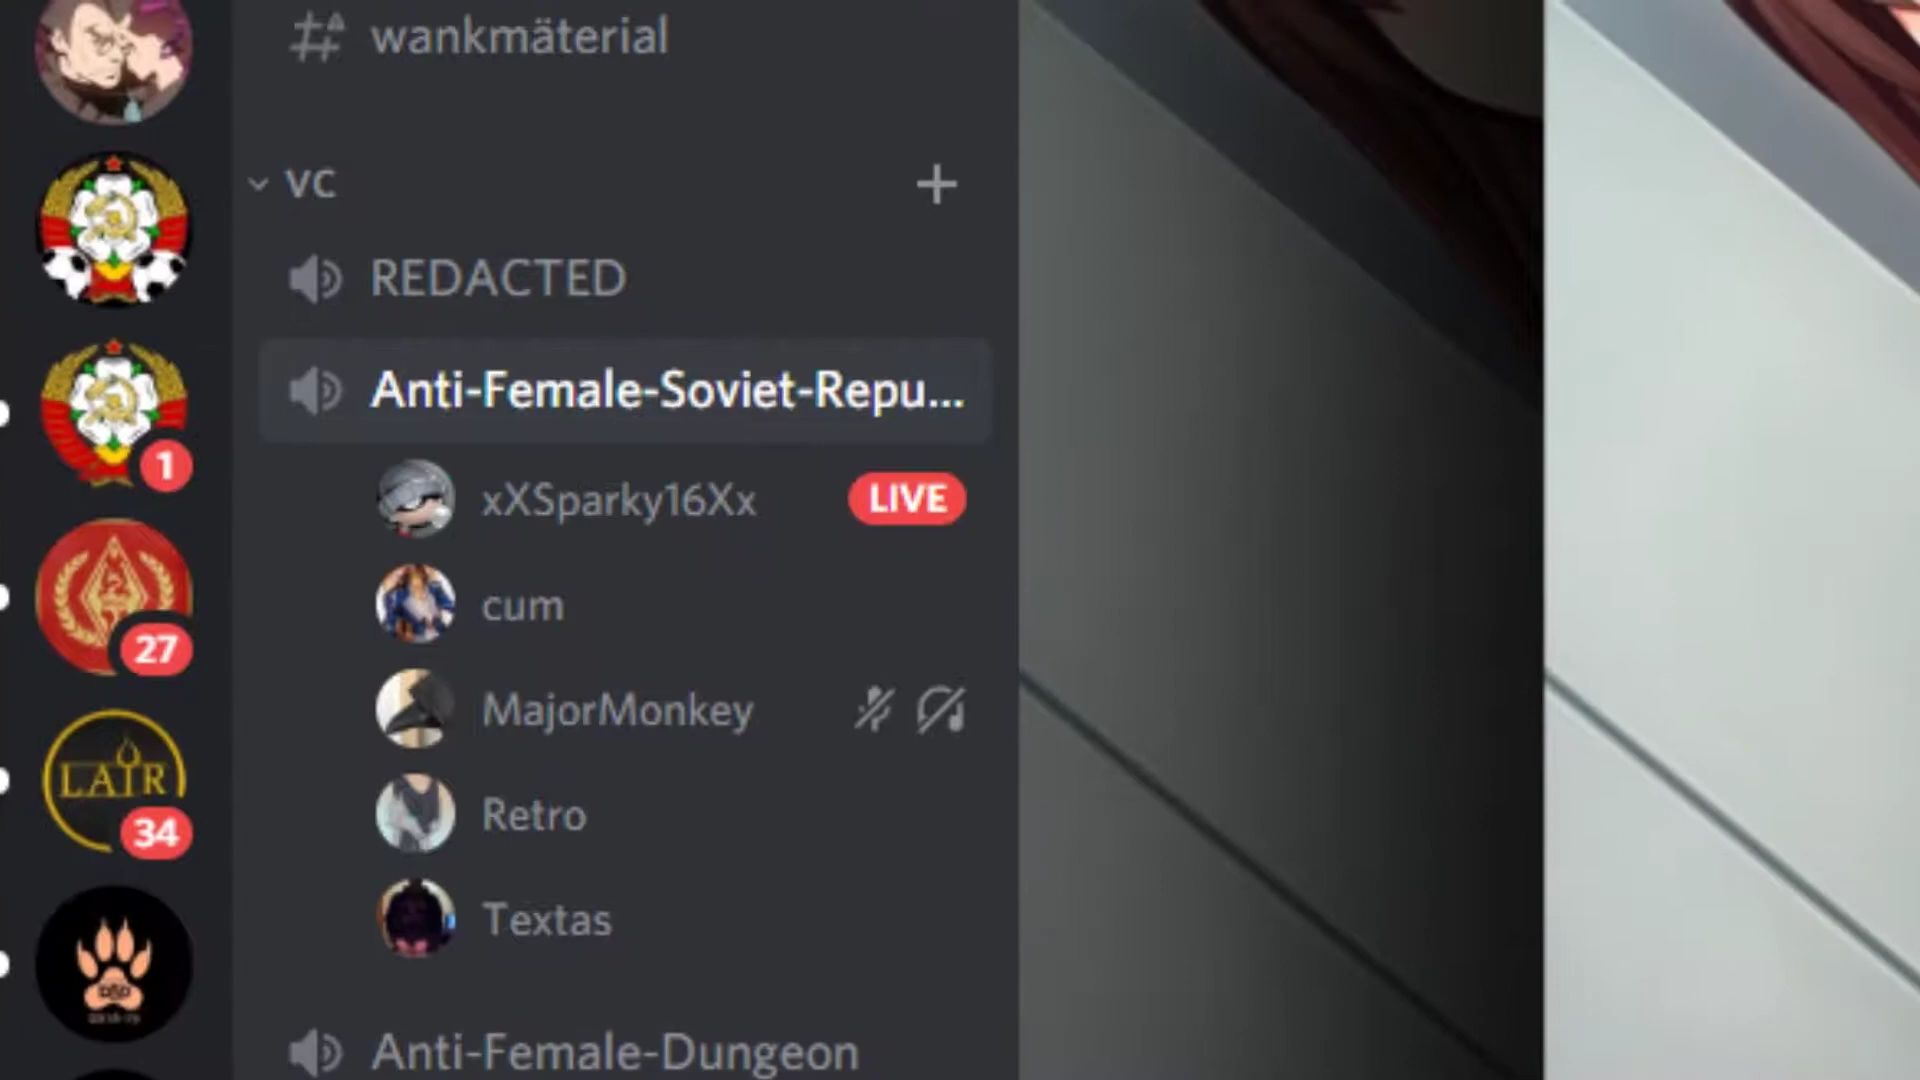 wankmäterial
VC
REDACTED
Anti-Female-Soviet-Repu...
xXSparky16Xx
LIVE
cum
MajorMonkey
Retro
Textas
Anti-Female-Dungeon
1
27
LAIR
34